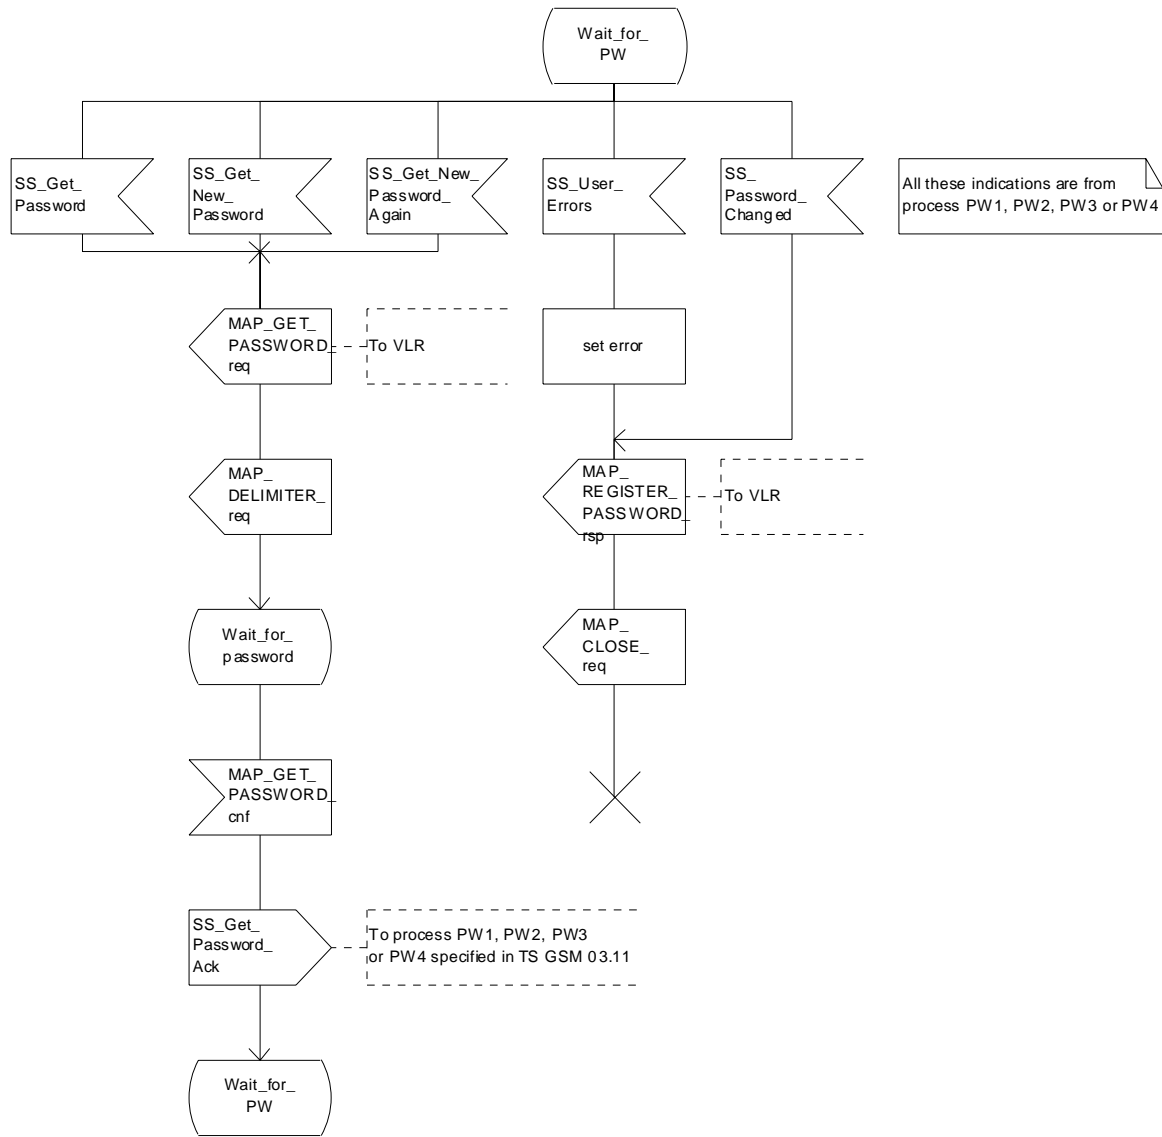 Wait_for_
PW
SS_Get_
Password
SS_Get_
New_
Password
SS_Get_New_
Password_
Again
SS_User_
Errors
SS_
Password_
Changed
All these indications are from
process PW1, PW2, PW3 or PW4
MAP_GET_
PASSWORD_
req
To VLR
set error
MAP_
DELIMITER_
req
MAP_
REGISTER_
PASSWORD_
rsp
To VLR
Wait_for_
password
MAP_
CLOSE_
req
MAP_GET_
PASSWORD_
cnf
SS_Get_
Password_
Ack
To process PW1, PW2, PW3
or PW4 specified in TS GSM 03.11
Wait_for_
PW